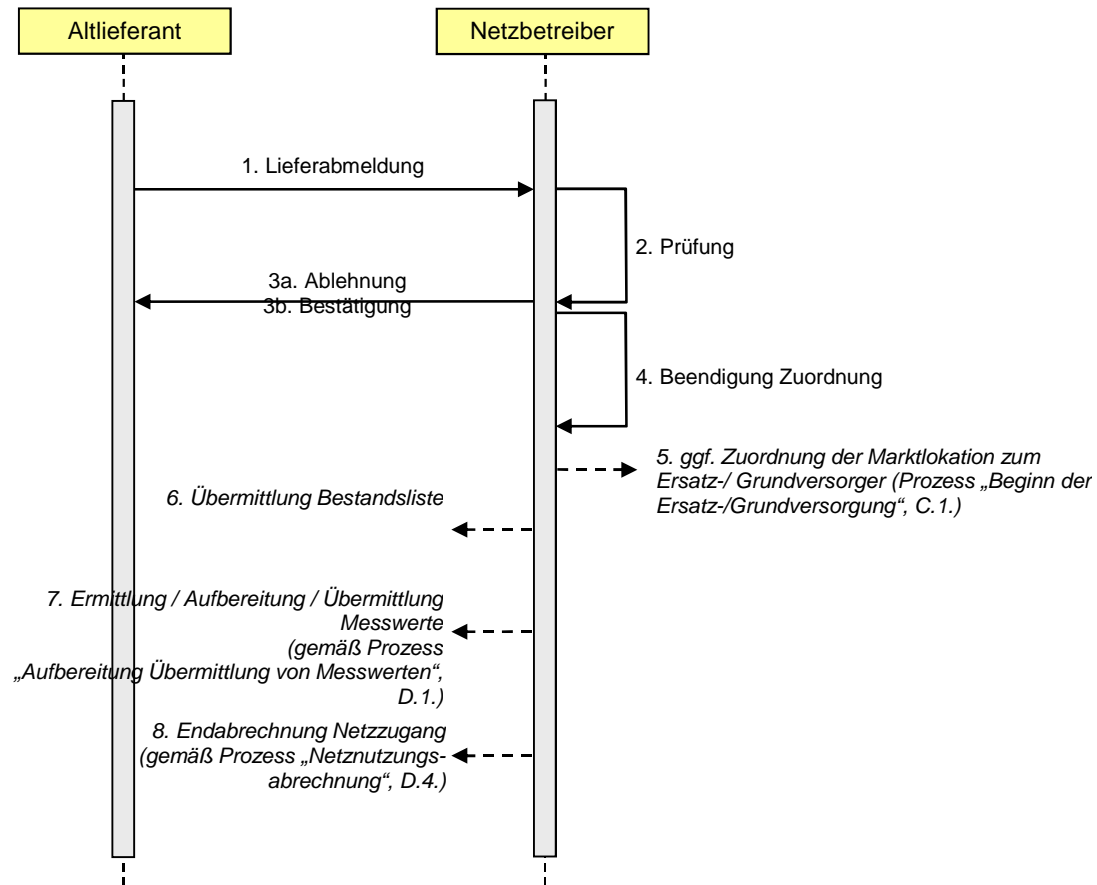 Altlieferant
Netzbetreiber
1. Lieferabmeldung
2. Prüfung
3a. Ablehnung
3b. Bestätigung
4. Beendigung Zuordnung
5. ggf. Zuordnung der Marktlokation zum
Ersatz-/ Grundversorger (Prozess „Beginn der
Ersatz-/Grundversorgung“, C.1.)
6. Übermittlung Bestandsliste
7. Ermittlung / Aufbereitung / Übermittlung
Messwerte
(gemäß Prozess
„Aufbereitung Übermittlung von Messwerten“,
D.1.)
8. Endabrechnung Netzzugang
(gemäß Prozess „Netznutzungs-
abrechnung“, D.4.)